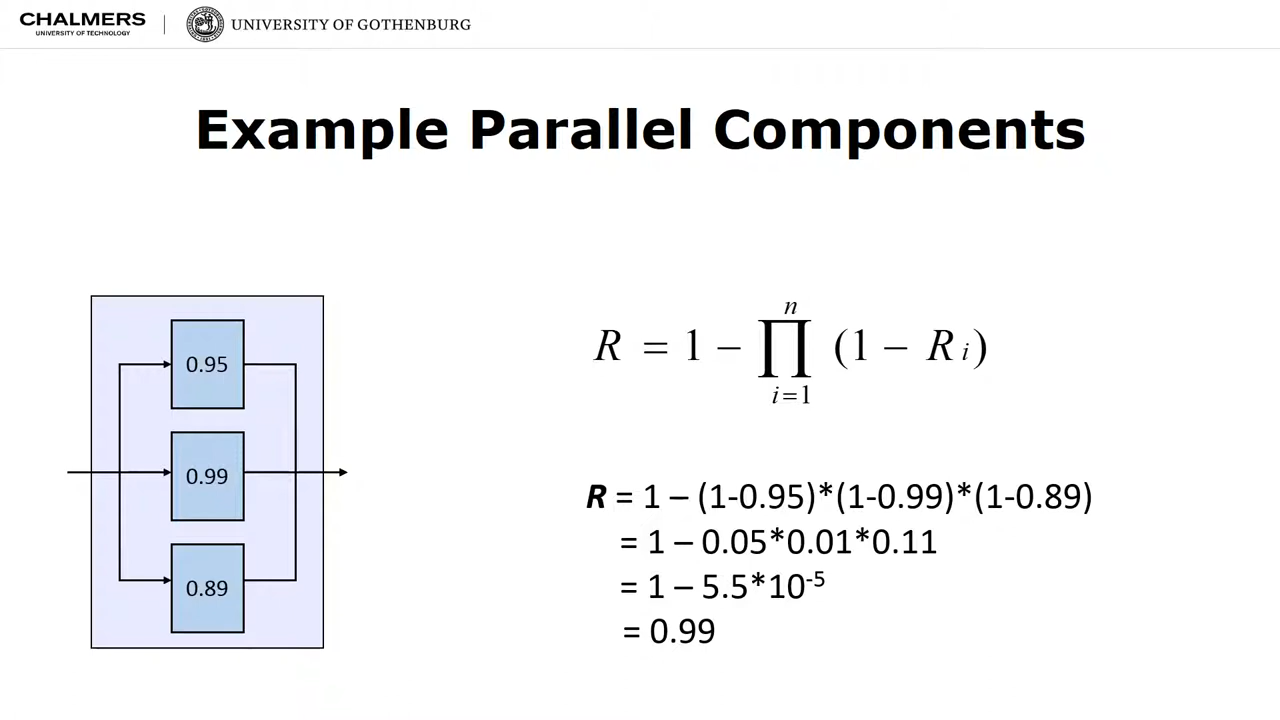 CHALMERS
UNIVERSITY OF TECHNOLOGY
UNIVERSITY OF GOTHENBURG
Example Parallel Components
0.95
0.99
0.89
R = 1 − ∏ⁿᵢ₌₁ (1 − Rᵢ)
R = 1 – (1-0.95)*(1-0.99)*(1-0.89)
= 1 – 0.05*0.01*0.11
= 1 – 5.5*10⁻⁵
= 0.99